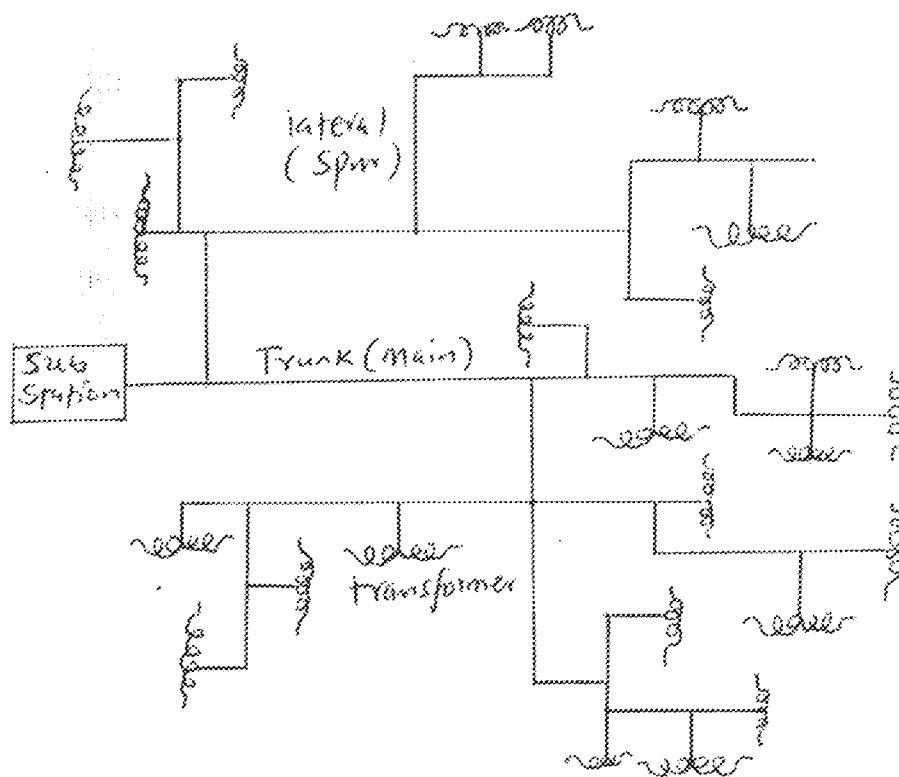 lateral
(Spur)
Trunk (Main)
Sub
Station
transformer